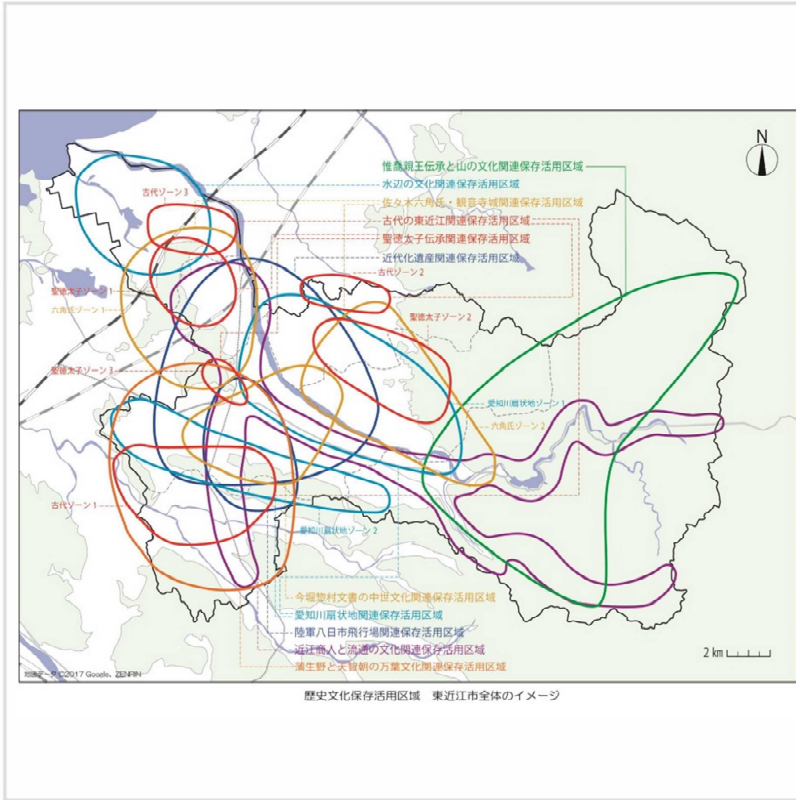 N
惟喬親王伝承と山の文化関連保存活用区域
水辺の文化関連保存活用区域
佐々木六角氏・観音寺城関連保存活用区域
古代の東近江関連保存活用区域
聖徳太子伝承関連保存活用区域
近代化遺産関連保存活用区域
古代ゾーン3
古代ゾーン2
聖徳太子ゾーン1
六角氏ゾーン1
聖徳太子ゾーン2
聖徳太子ゾーン3
愛知川扇状地ゾーン1
六角氏ゾーン2
古代ゾーン1
愛知川扇状地ゾーン2
今堀惣村文書の中世文化関連保存活用区域
愛知川扇状地関連保存活用区域
陸軍八日市飛行場関連保存活用区域
近江商人と流通の文化関連保存活用区域
蒲生野と天智朝の万葉文化関連保存活用区域
2 km
地図データ ©2017 Google、ZENRIN
歴史文化保存活用区域 東近江市全体のイメージ